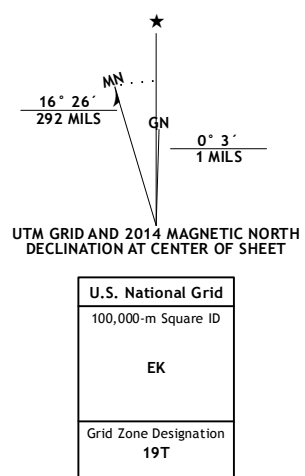 ★
MN
GN
16° 26´
292 MILS
0° 3´
1 MILS
UTM GRID AND 2014 MAGNETIC NORTH
DECLINATION AT CENTER OF SHEET
U.S. National Grid
100,000-m Square ID
EK
Grid Zone Designation
19T